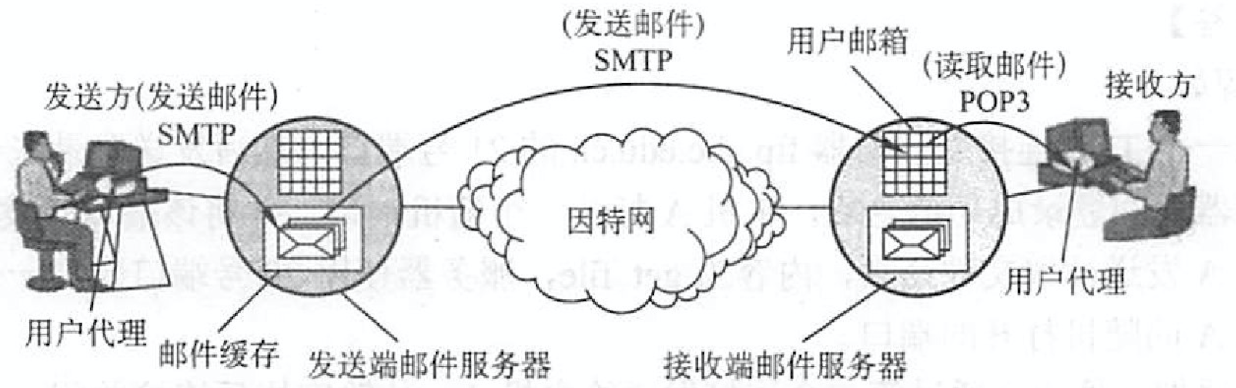 (发送邮件)
SMTP
用户邮箱
(读取邮件)
POP3
接收方
发送方(发送邮件)
SMTP
因特网
用户代理
邮件缓存
发送端邮件服务器
接收端邮件服务器
用户代理